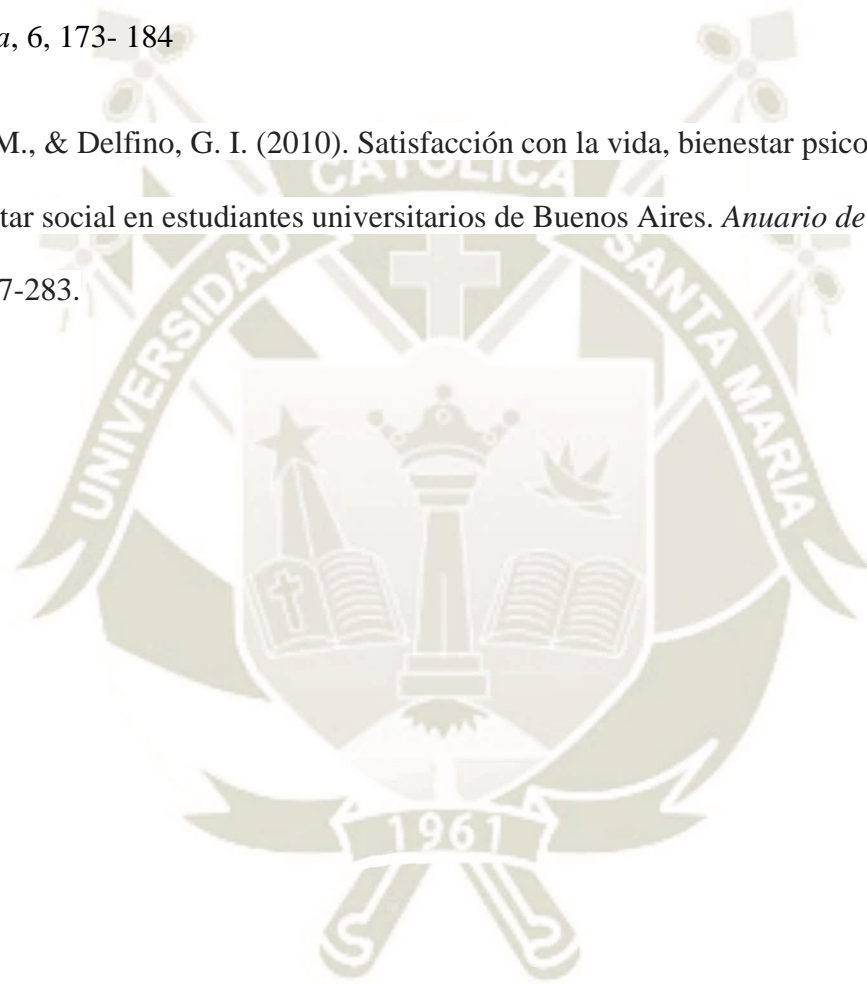 a, 6, 173- 184
M., & Delfino, G. I. (2010). Satisfacción con la vida, bienestar psico
tar social en estudiantes universitarios de Buenos Aires. Anuario de
7-283.
UNIVERSIDAD CATOLICA SANTA MARIA
1961